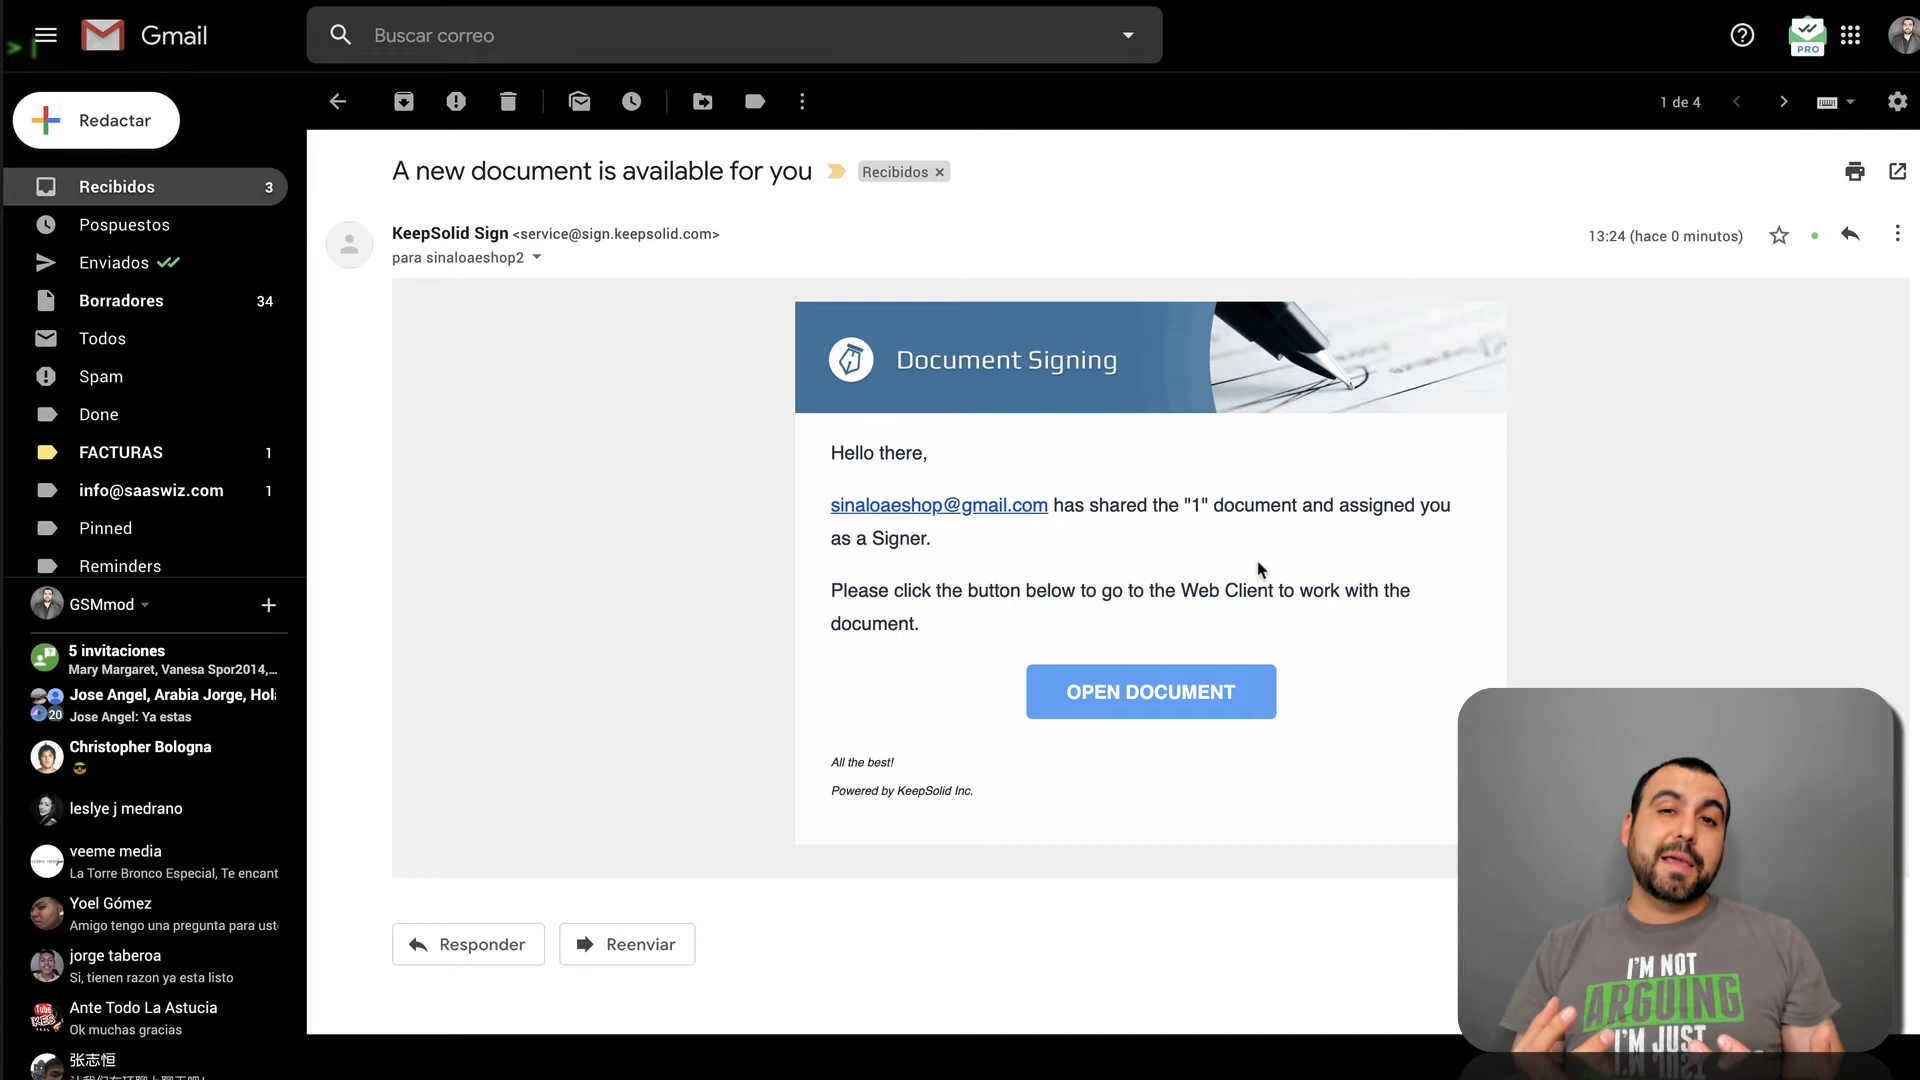 Gmail
Buscar correo
PRO
Redactar
1 de 4
Recibidos 3
Pospuestos
Enviados
Borradores 34
Todos
Spam
Done
FACTURAS 1
info@saaswiz.com 1
Pinned
Reminders
GSMmod
5 invitaciones
Mary Margaret, Vanesa Spor2014,...
Jose Angel, Arabia Jorge, Hol
20
Jose Angel: Ya estas
Christopher Bologna
leslye j medrano
veeme media
La Torre Bronco Especial, Te encant
Yoel Gómez
Amigo tengo una pregunta para ust
jorge taberoa
Si, tienen razon ya esta listo
Ante Todo La Astucia
Ok muchas gracias
张志恒
A new document is available for you
Recibidos ×
KeepSolid Sign <service@sign.keepsolid.com>
13:24 (hace 0 minutos)
para sinaloaeshop2
Document Signing
Hello there,
sinaloaeshop@gmail.com has shared the "1" document and assigned you
as a Signer.
Please click the button below to go to the Web Client to work with the
document.
OPEN DOCUMENT
All the best!
Powered by KeepSolid Inc.
Responder
Reenviar
I'M NOT
ARGUING
I'M JUST